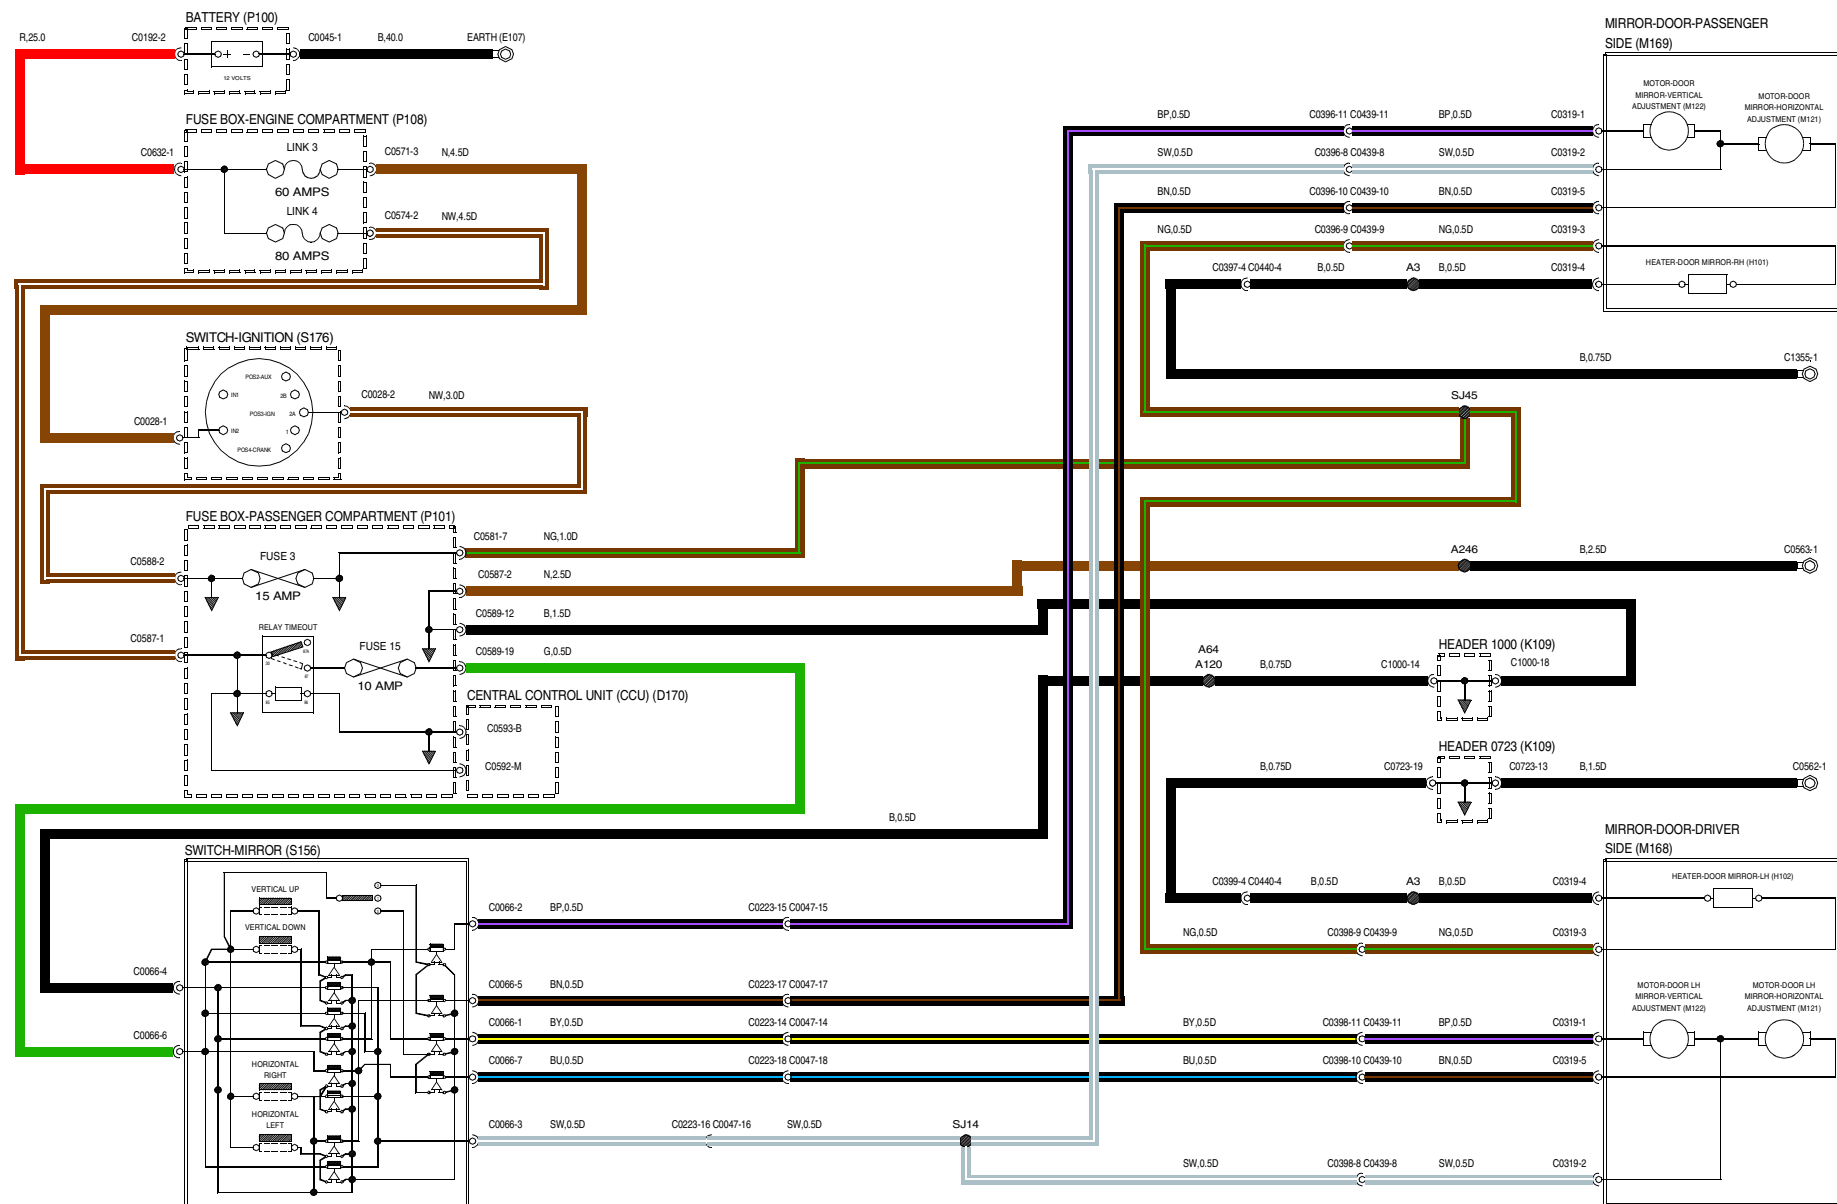 BATTERY (P100)
R,25.0
C0192-2
+ -
12 VOLTS
C0045-1
B,40.0
EARTH (E107)
FUSE BOX-ENGINE COMPARTMENT (P108)
C0632-1
LINK 3
60 AMPS
C0571-3
N,4.5D
LINK 4
80 AMPS
C0574-2
NW,4.5D
SWITCH-IGNITION (S176)
POS2-AUX
IN1
2B
POS3-IGN
2A
IN2
1
POS4-CRANK
C0028-1
C0028-2
NW,3.0D
FUSE BOX-PASSENGER COMPARTMENT (P101)
C0588-2
FUSE 3
15 AMP
C0581-7
NG,1.0D
C0587-2
N,2.5D
C0589-12
B,1.5D
C0587-1
RELAY TIMEOUT
FUSE 15
10 AMP
C0589-19
G,0.5D
CENTRAL CONTROL UNIT (CCU) (D170)
C0593-B
C0592-M
B,0.5D
SWITCH-MIRROR (S156)
VERTICAL UP
VERTICAL DOWN
HORIZONTAL
RIGHT
HORIZONTAL
LEFT
C0066-4
C0066-6
C0066-2
BP,0.5D
C0223-15 C0047-15
C0066-5
BN,0.5D
C0223-17 C0047-17
C0066-1
BY,0.5D
C0223-14 C0047-14
C0066-7
BU,0.5D
C0223-18 C0047-18
C0066-3
SW,0.5D
C0223-16 C0047-16
SW,0.5D
SJ14
MIRROR-DOOR-PASSENGER
SIDE (M169)
MOTOR-DOOR
MIRROR-VERTICAL
ADJUSTMENT (M122)
MOTOR-DOOR
MIRROR-HORIZONTAL
ADJUSTMENT (M121)
HEATER-DOOR MIRROR-RH (H101)
BP,0.5D
C0396-11 C0439-11
BP,0.5D
C0319-1
SW,0.5D
C0396-8 C0439-8
SW,0.5D
C0319-2
BN,0.5D
C0396-10 C0439-10
BN,0.5D
C0319-5
NG,0.5D
C0396-9 C0439-9
NG,0.5D
C0319-3
C0397-4 C0440-4
B,0.5D
A3
B,0.5D
C0319-4
B,0.75D
C1355-1
SJ45
A246
B,2.5D
C0563-1
A64
A120
B,0.75D
C1000-14
HEADER 1000 (K109)
C1000-18
HEADER 0723 (K109)
B,0.75D
C0723-19
C0723-13
B,1.5D
C0562-1
MIRROR-DOOR-DRIVER
SIDE (M168)
C0399-4 C0440-4
B,0.5D
A3
B,0.5D
C0319-4
HEATER-DOOR MIRROR-LH (H102)
NG,0.5D
C0398-9 C0439-9
NG,0.5D
C0319-3
MOTOR-DOOR LH
MIRROR-VERTICAL
ADJUSTMENT (M122)
MOTOR-DOOR LH
MIRROR-HORIZONTAL
ADJUSTMENT (M121)
BY,0.5D
C0398-11 C0439-11
BP,0.5D
C0319-1
BU,0.5D
C0398-10 C0439-10
BN,0.5D
C0319-5
SW,0.5D
C0398-8 C0439-8
SW,0.5D
C0319-2